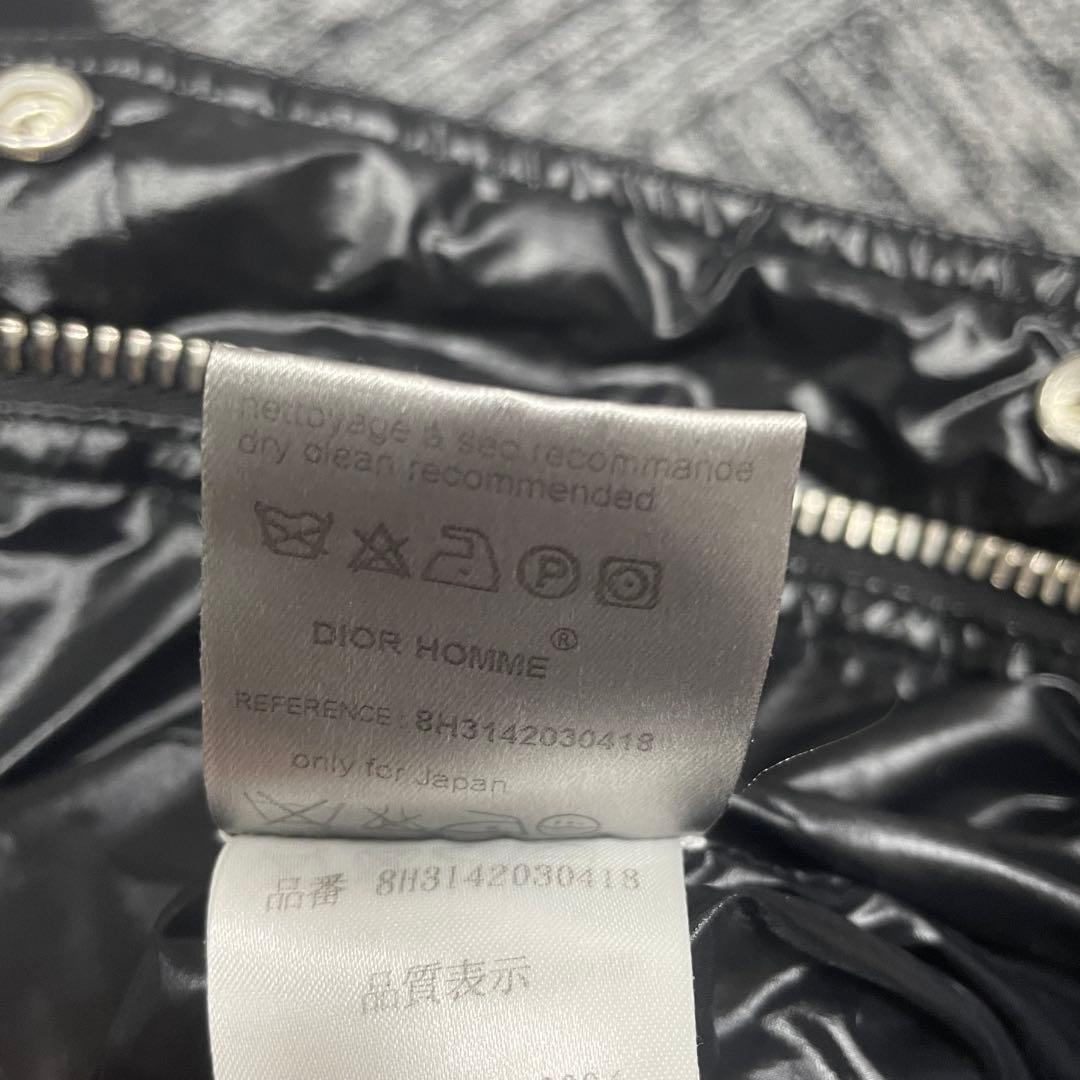 nettoyage à sec recommande
dry clean recommended
P
DIOR HOMME®
REFERENCE : 8H3142030418
only for Japan
品番 8H3142030418
品質表示